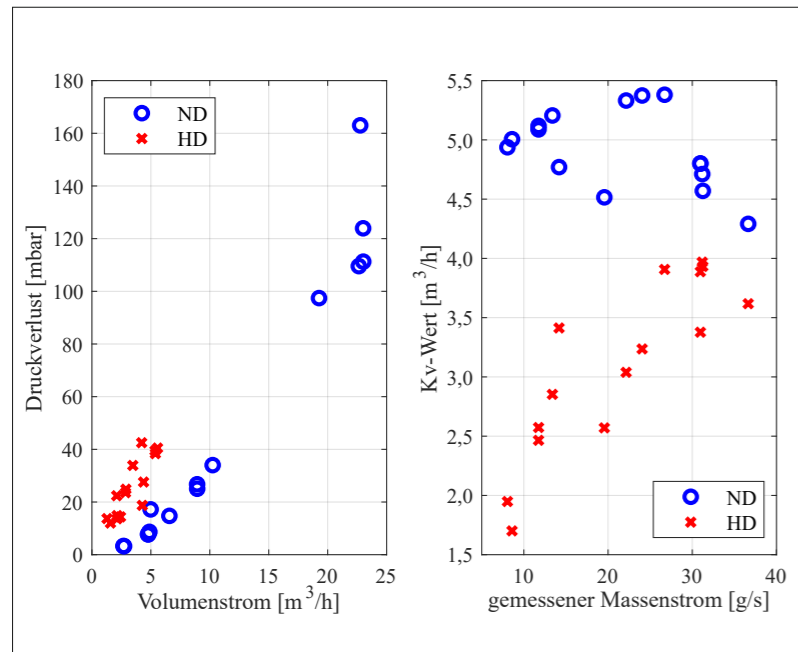 180
160
140
120
100
80
60
40
20
0
Druckverlust [mbar]
ND
HD
0 5 10 15 20 25
Volumenstrom [m³/h]
5,5
5,0
4,5
4,0
3,5
3,0
2,5
2,0
1,5
Kv-Wert [m³/h]
ND
HD
10 20 30 40
gemessener Massenstrom [g/s]